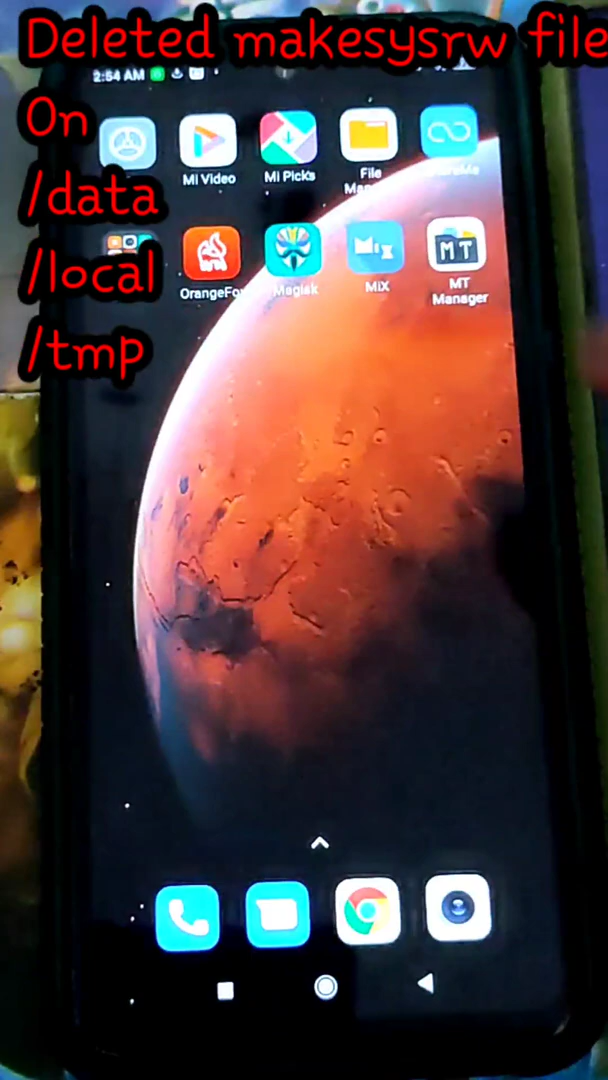 Deleted makesysrw file
On
/data
/local
/tmp
2:54 AM
Mi Video
Mi Picks
File
OrangeFox
Magisk
MiX
MT
Manager